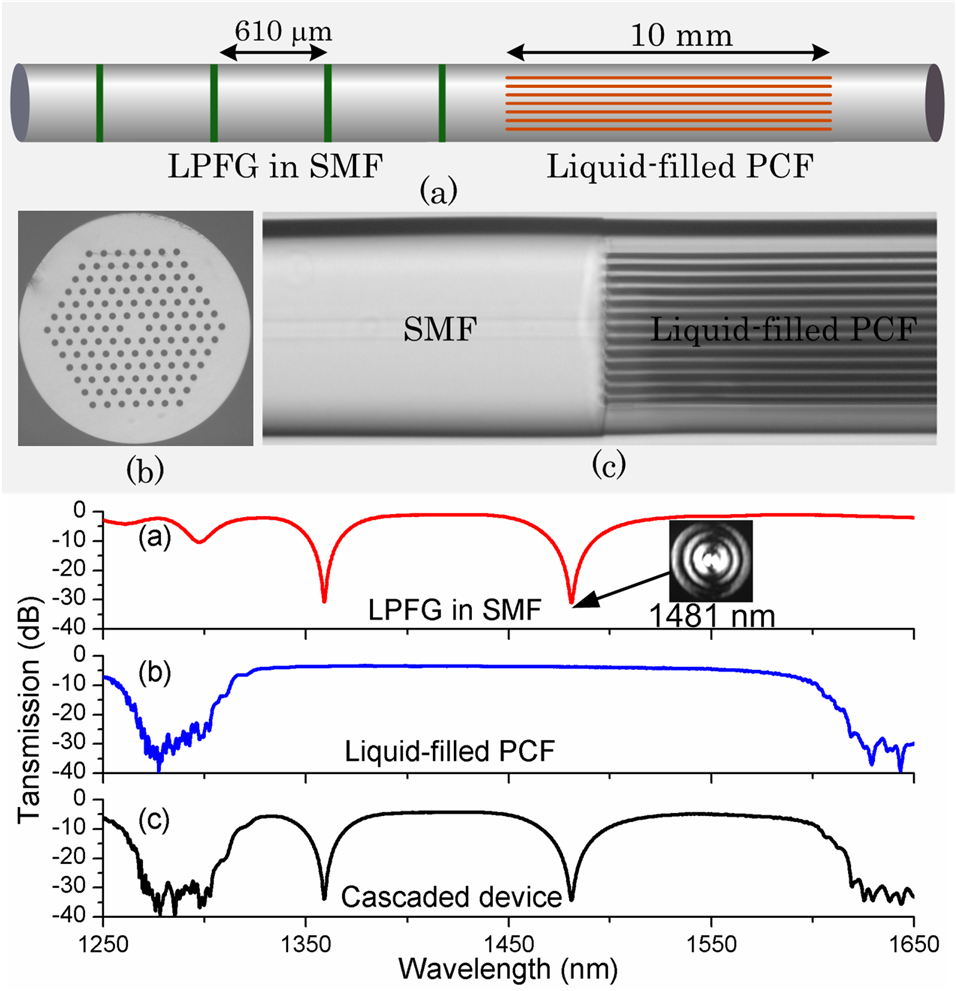 610 µm
10 mm
LPFG in SMF
Liquid-filled PCF
(a)
SMF
Liquid-filled PCF
(b)
(c)
Tansmission (dB)
0
-10
-20
-30
-40
(a)
LPFG in SMF
1481 nm
0
-10
-20
-30
-40
(b)
Liquid-filled PCF
0
-10
-20
-30
-40
(c)
Cascaded device
1250
1350
1450
1550
1650
Wavelength (nm)